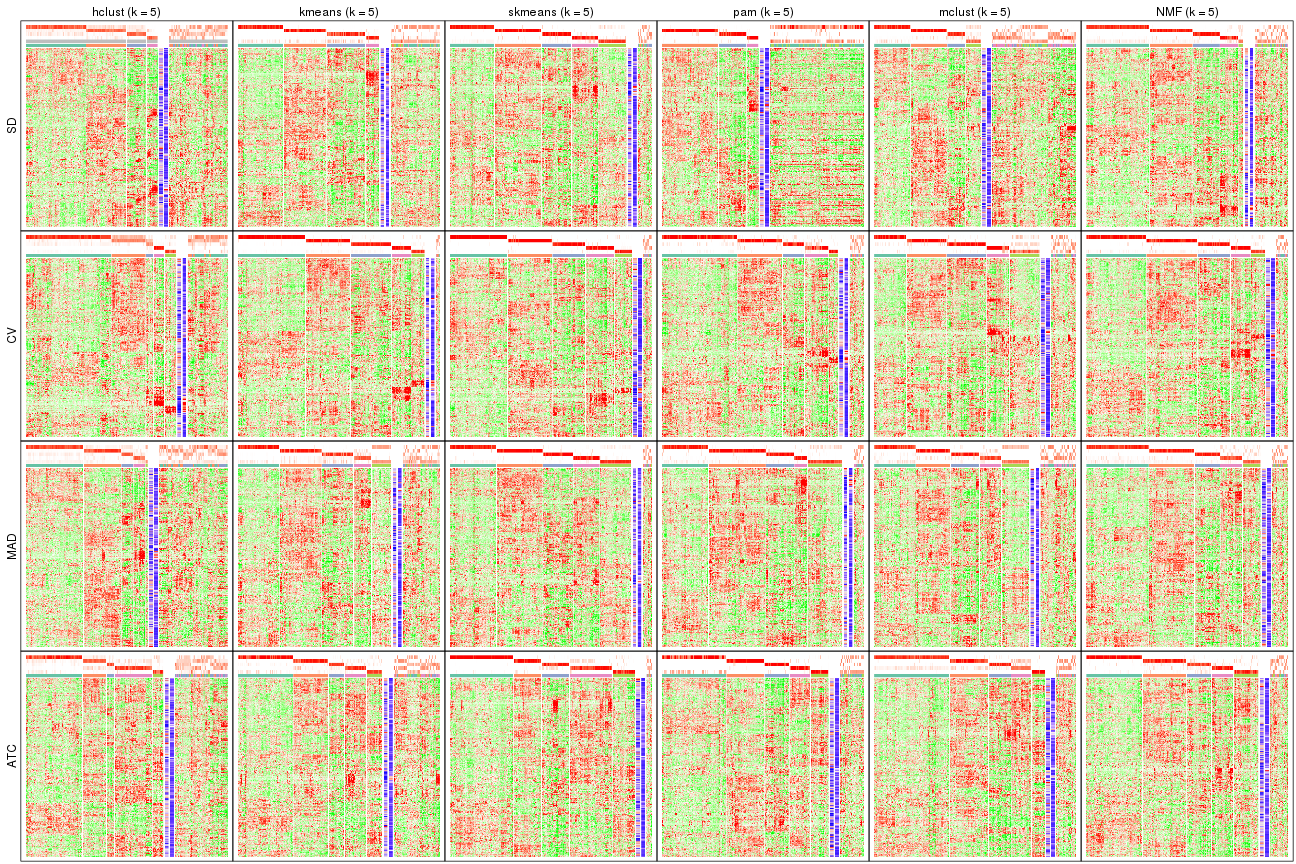 hclust (k = 5)
kmeans (k = 5)
skmeans (k = 5)
pam (k = 5)
mclust (k = 5)
NMF (k = 5)
SD
CV
MAD
ATC